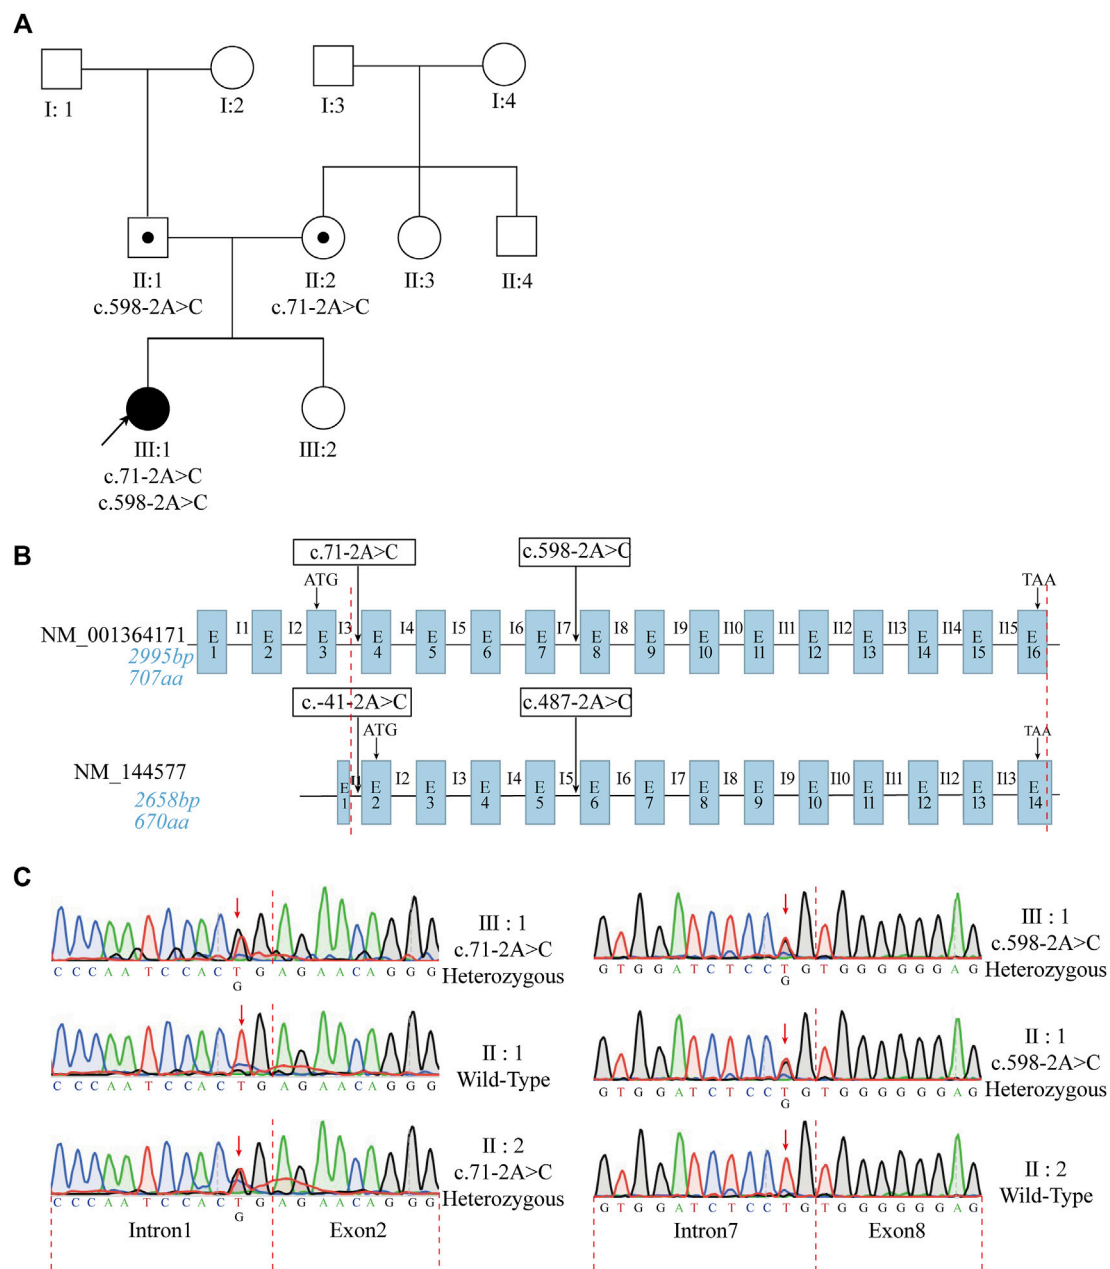 A
I: 1
I:2
I:3
I:4
II:1
c.598-2A>C
II:2
c.71-2A>C
II:3
II:4
III:1
c.71-2A>C
c.598-2A>C
III:2
B
c.71-2A>C
c.598-2A>C
ATG
TAA
NM_001364171
2995bp
707aa
E 1 I1 E 2 I2 E 3 I3 E 4 I4 E 5 I5 E 6 I6 E 7 I7 E 8 I8 E 9 I9 E 10 I10 E 11 I11 E 12 I12 E 13 I13 E 14 I14 E 15 I15 E 16
c.-41-2A>C
c.487-2A>C
ATG
TAA
NM_144577
2658bp
670aa
E 1 I1 E 2 I2 E 3 I3 E 4 I4 E 5 I5 E 6 I6 E 7 I7 E 8 I8 E 9 I9 E 10 I10 E 11 I11 E 12 I12 E 13 I13 E 14
C
III : 1
c.71-2A>C
Heterozygous
C C C A A T C C A C T G A G A A C A G G G
G
II : 1
Wild-Type
C C C A A T C C A C T G A G A A C A G G G
II : 2
c.71-2A>C
Heterozygous
C C C A A T C C A C T G A G A A C A G G G
G
Intron1
Exon2
III : 1
c.598-2A>C
Heterozygous
G T G G A T C T C C T G T G G G G G G A G
G
II : 1
c.598-2A>C
Heterozygous
G T G G A T C T C C T G T G G G G G G A G
G
II : 2
Wild-Type
G T G G A T C T C C T G T G G G G G G A G
Intron7
Exon8